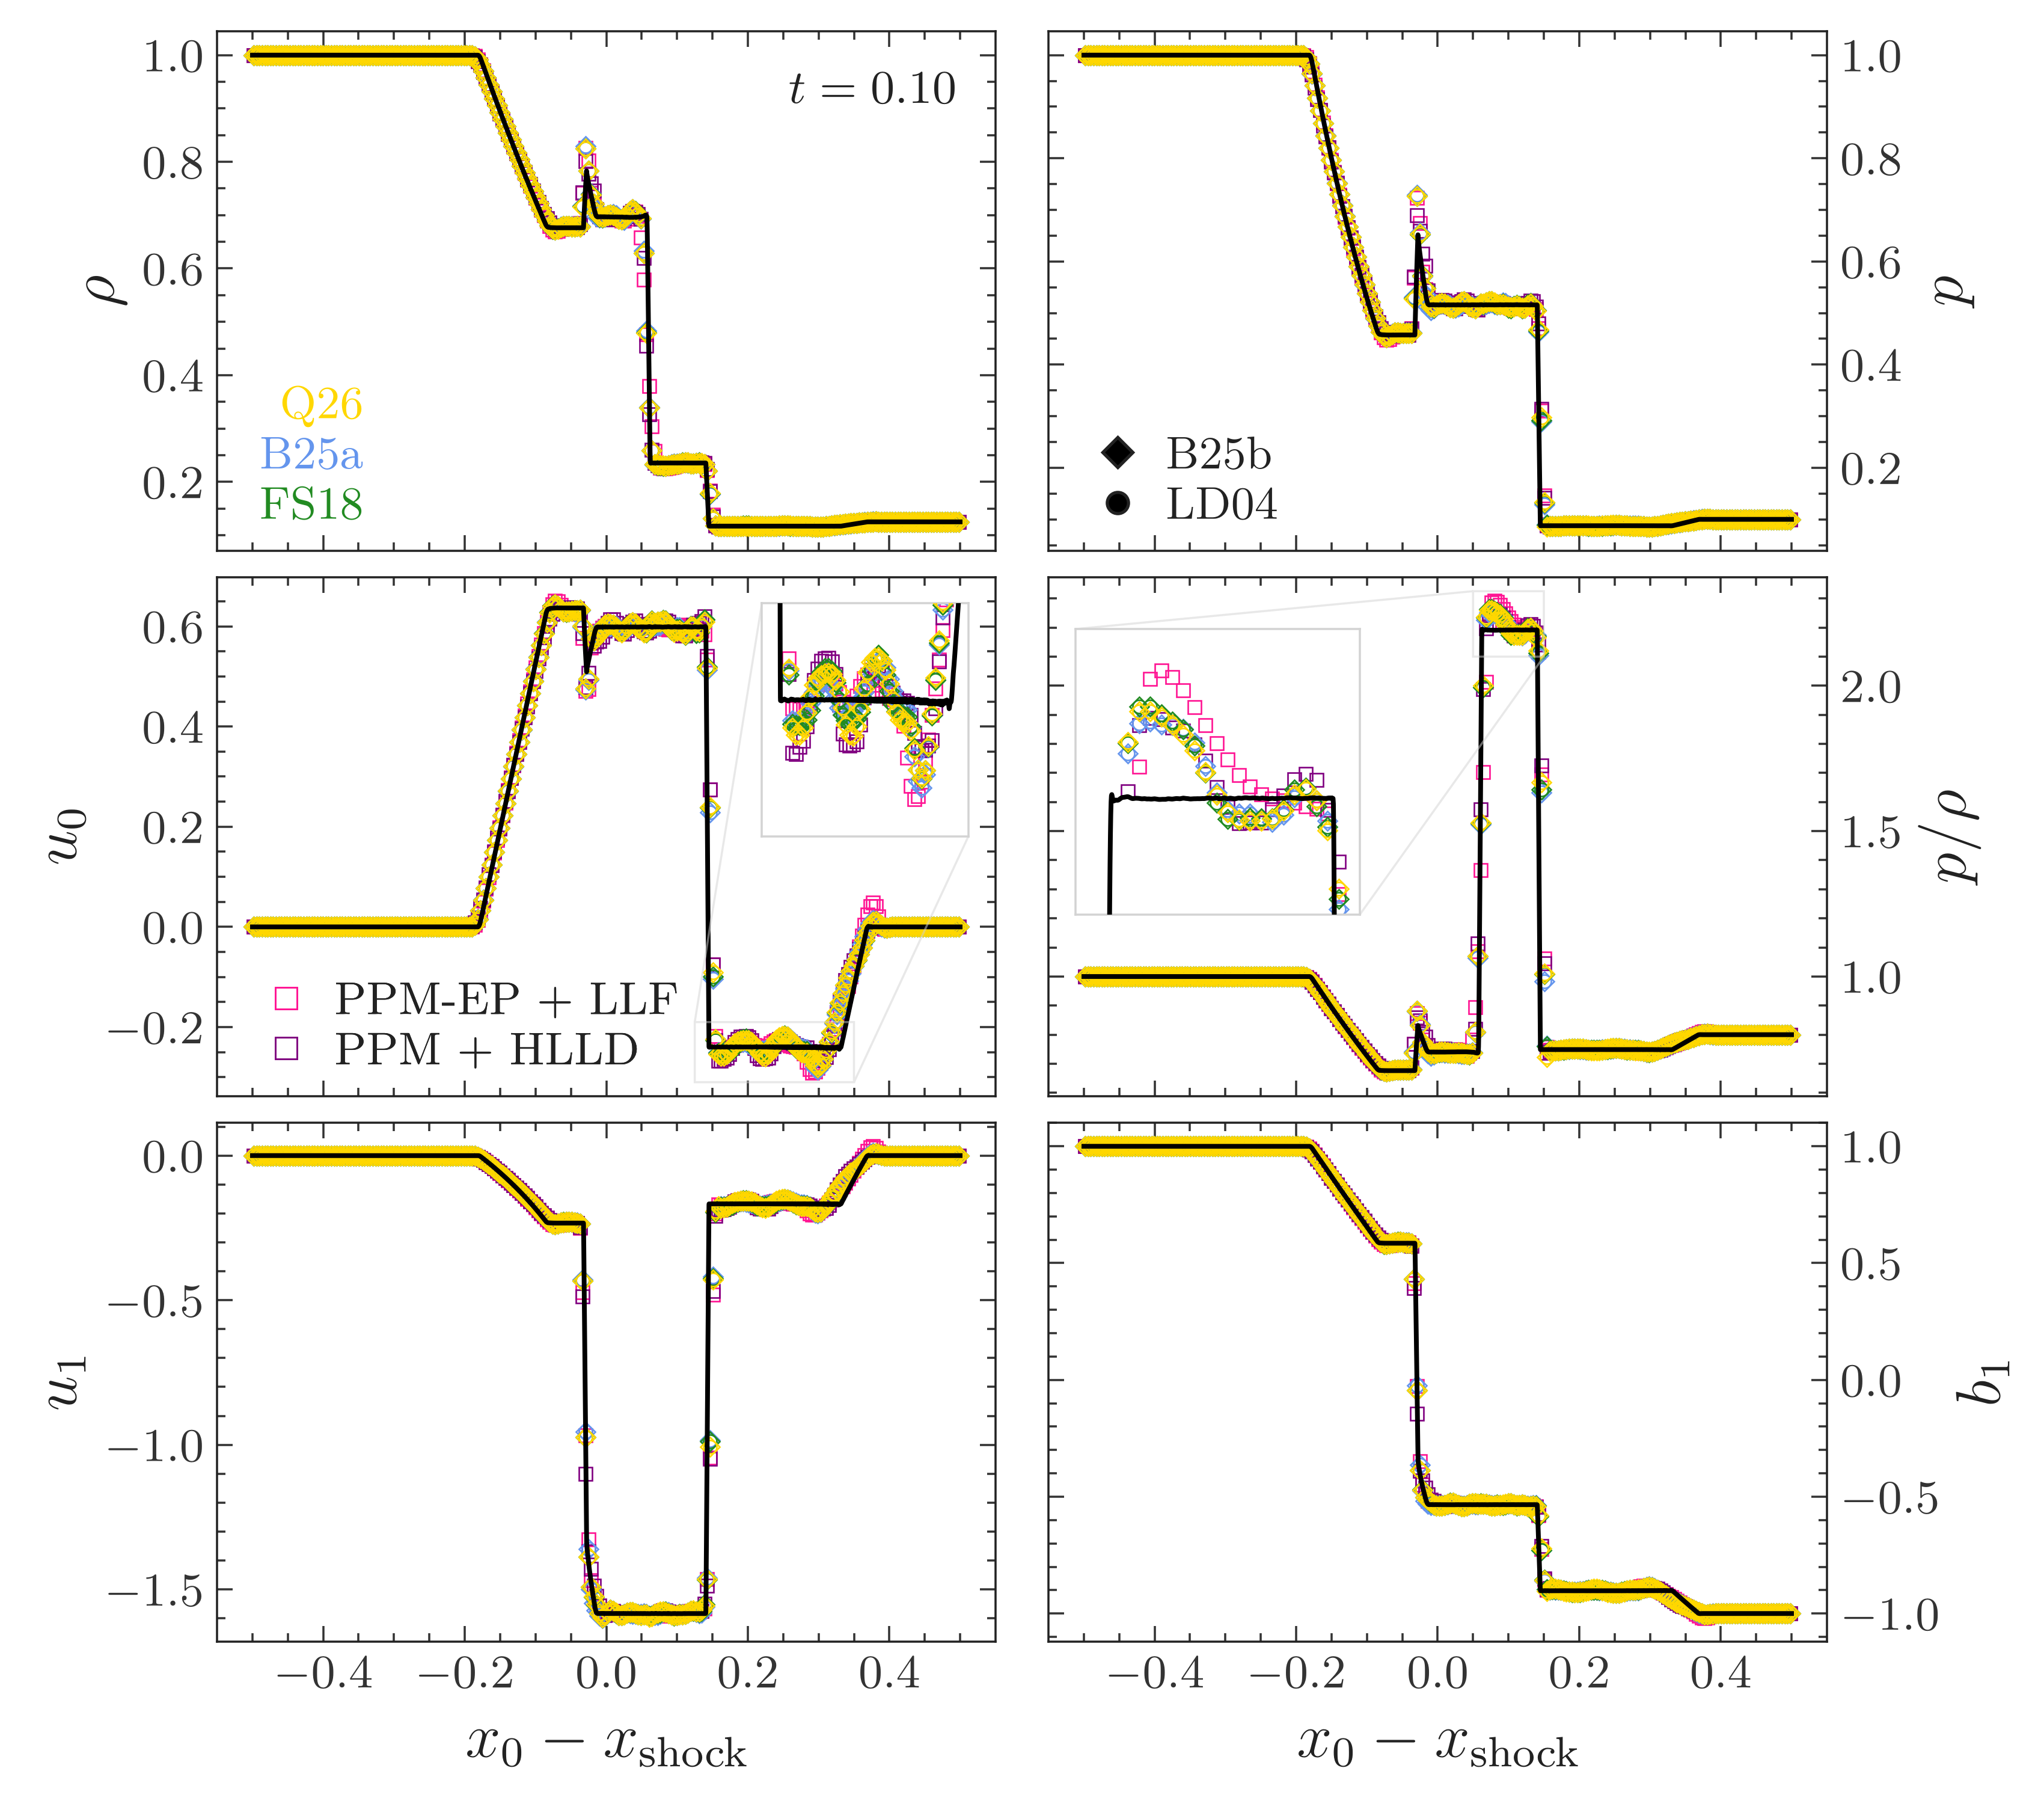 1.0
0.8
0.6
0.4
0.2
ρ
t = 0.10
Q26
B25a
FS18
1.0
0.8
0.6
0.4
0.2
p
B25b
LD04
0.6
0.4
0.2
0.0
−0.2
u₀
PPM-EP + LLF
PPM + HLLD
2.0
1.5
1.0
p/ρ
0.0
−0.5
−1.0
−1.5
u₁
−0.4 −0.2 0.0 0.2 0.4
x₀ − x_shock
1.0
0.5
0.0
−0.5
−1.0
b₁
−0.4 −0.2 0.0 0.2 0.4
x₀ − x_shock